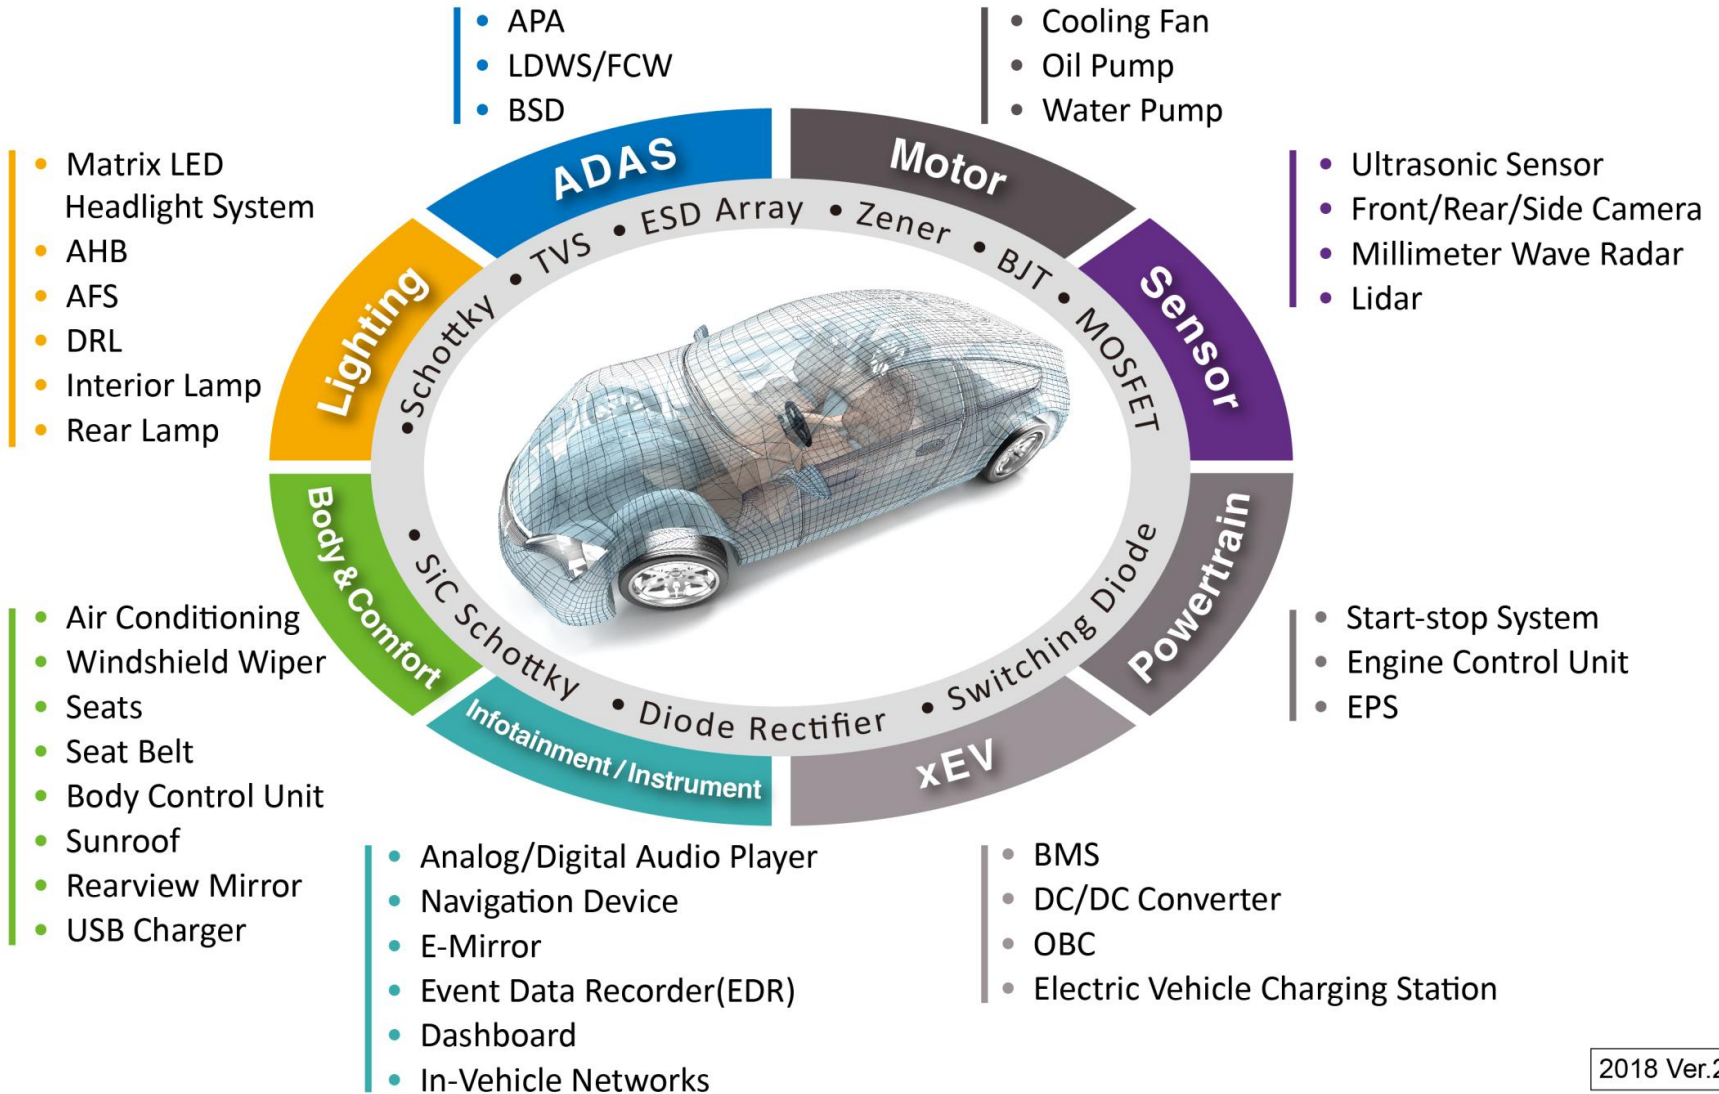 • APA
• LDWS/FCW
• BSD
• Cooling Fan
• Oil Pump
• Water Pump
• Matrix LED
Headlight System
• AHB
• AFS
• DRL
• Interior Lamp
• Rear Lamp
• Ultrasonic Sensor
• Front/Rear/Side Camera
• Millimeter Wave Radar
• Lidar
ADAS
Motor
Sensor
Powertrain
xEV
Infotainment / Instrument
Body & Comfort
Lighting
• Schottky
• TVS
• ESD Array
• Zener
• BJT
• MOSFET
• SiC Schottky
• Diode Rectifier
• Switching Diode
• Air Conditioning
• Windshield Wiper
• Seats
• Seat Belt
• Body Control Unit
• Sunroof
• Rearview Mirror
• USB Charger
• Start-stop System
• Engine Control Unit
• EPS
• Analog/Digital Audio Player
• Navigation Device
• E-Mirror
• Event Data Recorder(EDR)
• Dashboard
• In-Vehicle Networks
• BMS
• DC/DC Converter
• OBC
• Electric Vehicle Charging Station
2018 Ver.2